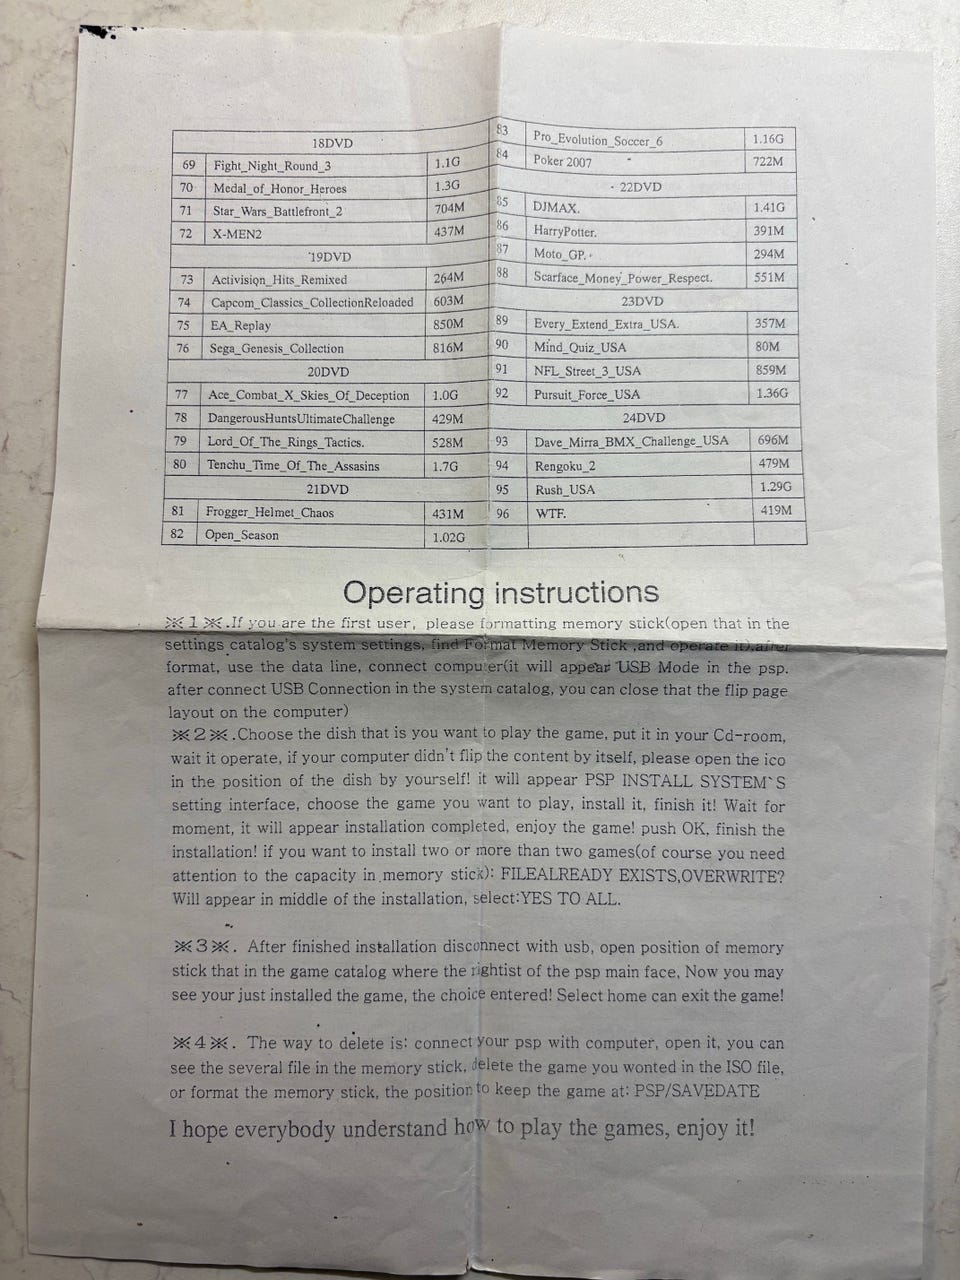 18DVD
69 Fight_Night_Round_3 1.1G
70 Medal_of_Honor_Heroes 1.3G
71 Star_Wars_Battlefront_2 704M
72 X-MEN2 437M
19DVD
73 Activision_Hits_Remixed 264M
74 Capcom_Classics_CollectionReloaded 603M
75 EA_Replay 850M
76 Sega_Genesis_Collection 816M
20DVD
77 Ace_Combat_X_Skies_Of_Deception 1.0G
78 DangerousHuntsUltimateChallenge 429M
79 Lord_Of_The_Rings_Tactics. 528M
80 Tenchu_Time_Of_The_Assasins 1.7G
21DVD
81 Frogger_Helmet_Chaos 431M
82 Open_Season 1.02G
83 Pro_Evolution_Soccer_6 1.16G
84 Poker 2007 722M
22DVD
85 DJMAX. 1.41G
86 HarryPotter. 391M
87 Moto_GP. 294M
88 Scarface_Money_Power_Respect. 551M
23DVD
89 Every_Extend_Extra_USA. 357M
90 Mind_Quiz_USA 80M
91 NFL_Street_3_USA 859M
92 Pursuit_Force_USA 1.36G
24DVD
93 Dave_Mirra_BMX_Challenge_USA 696M
94 Rengoku_2 479M
95 Rush_USA 1.29G
96 WTF. 419M
Operating instructions
※1※.If you are the first user, please formatting memory stick(open that in the
settings catalog's system settings, find Format Memory Stick ,and operate it).after
format, use the data line, connect computer(it will appear USB Mode in the psp.
after connect USB Connection in the system catalog, you can close that the flip page
layout on the computer)
※2※.Choose the dish that is you want to play the game, put it in your Cd-room,
wait it operate, if your computer didn't flip the content by itself, please open the ico
in the position of the dish by yourself! it will appear PSP INSTALL SYSTEM`S
setting interface, choose the game you want to play, install it, finish it! Wait for
moment, it will appear installation completed, enjoy the game! push OK, finish the
installation! if you want to install two or more than two games(of course you need
attention to the capacity in memory stick): FILEALREADY EXISTS,OVERWRITE?
Will appear in middle of the installation, select:YES TO ALL.
※3※. After finished installation disconnect with usb, open position of memory
stick that in the game catalog where the rightist of the psp main face, Now you may
see your just installed the game, the choice entered! Select home can exit the game!
※4※. The way to delete is: connect your psp with computer, open it, you can
see the several file in the memory stick, delete the game you wonted in the ISO file,
or format the memory stick, the position to keep the game at: PSP/SAVEDATE
I hope everybody understand how to play the games, enjoy it!